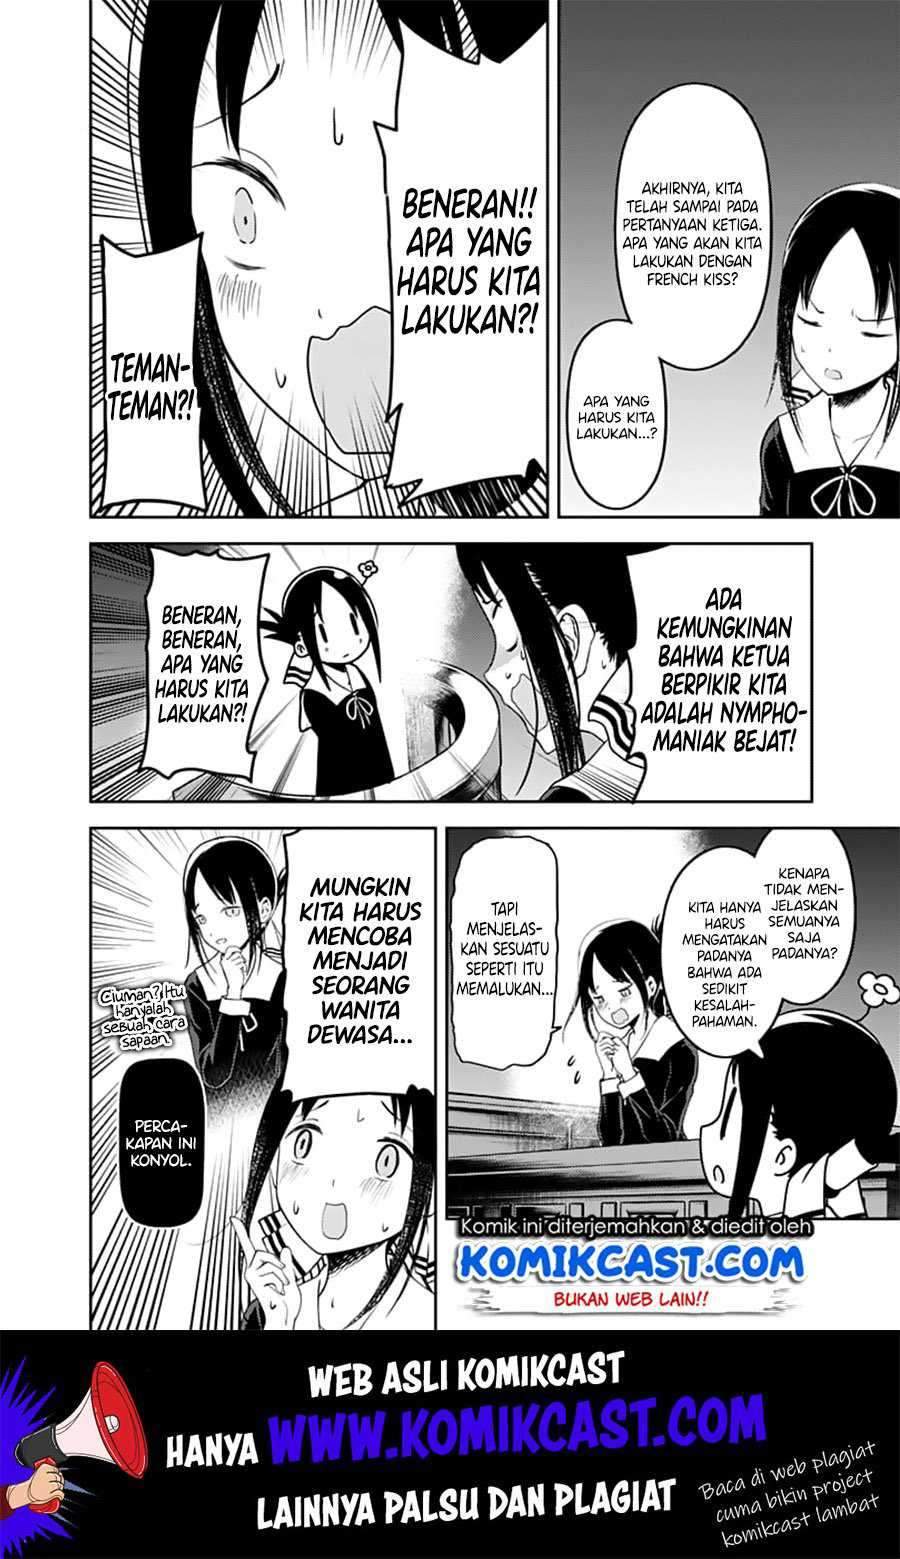 AKHIRNYA, KITA
TELAH SAMPAI PADA
PERTANYAAN KETIGA.
APA YANG AKAN KITA
LAKUKAN DENGAN
FRENCH KISS?
APA YANG
HARUS KITA
LAKUKAN...?
BENERAN!!
APA YANG
HARUS KITA
LAKUKAN?!
TEMAN-
TEMAN?!
ADA
KEMUNGKINAN
BAHWA KETUA
BERPIKIR KITA
ADALAH NYMPHO-
MANIAK BEJAT!
BENERAN,
BENERAN,
APA YANG
HARUS KITA
LAKUKAN?!
KENAPA
TIDAK MEN-
JELASKAN
SEMUANYA
SAJA
PADANYA?
KITA HANYA
HARUS
MENGATAKAN
PADANYA
BAHWA ADA
SEDIKIT
KESALAH-
PAHAMAN.
TAPI
MENJELAS-
KAN SESUATU
SEPERTI ITU
MEMALUKAN...
MUNGKIN
KITA HARUS
MENCOBA
MENJADI
SEORANG
WANITA
DEWASA...
Ciuman? Itu
hanyalah
sebuah cara
sapaan.
PERCA-
KAPAN INI
KONYOL.
Komik ini diterjemahkan & diedit oleh
KOMIKCAST.COM
BUKAN WEB LAIN!!
WEB ASLI KOMIKCAST
HANYA WWW.KOMIKCAST.COM
LAINNYA PALSU DAN PLAGIAT
Baca di web plagiat
cuma bikin project
komikcast lambat